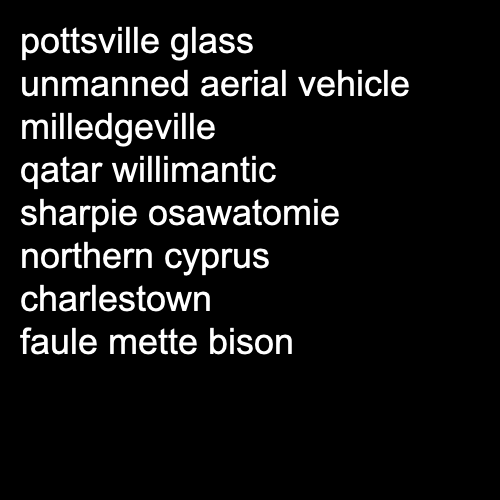 pottsville glass
unmanned aerial vehicle
milledgeville
qatar willimantic
sharpie osawatomie
northern cyprus
charlestown
faule mette bison